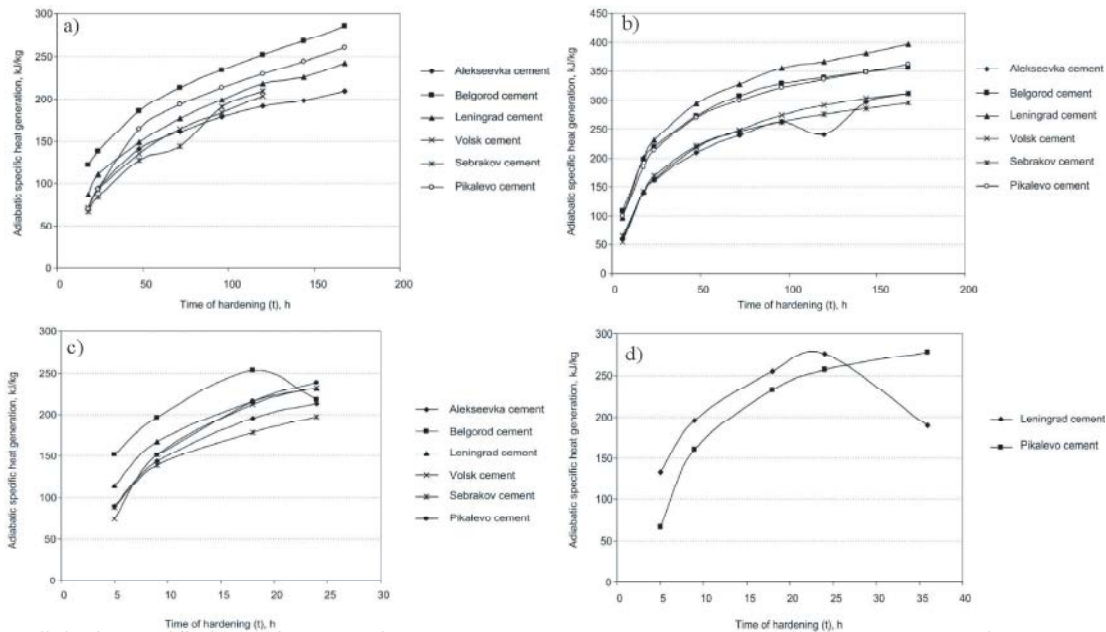 a)
Adiabatic specific heat generation, kJ/kg
300
250
200
150
100
50
0
0 50 100 150 200
Time of hardening (t), h
Alekseevka cement
Belgorod cement
Leningrad cement
Volsk cement
Sebrakov cement
Pikalevo cement
b)
Adiabatic specific heat generation, kJ/kg
450
400
350
300
250
200
150
100
50
0
0 50 100 150 200
Time of hardening (t), h
Alekseevka cement
Belgorod cement
Leningrad cement
Volsk cement
Sebrakov cement
Pikalevo cement
c)
Adiabatic specific heat generation, kJ/kg
300
250
200
150
100
50
0
0 5 10 15 20 25 30
Time of hardening (t), h
Alekseevka cement
Belgorod cement
Leningrad cement
Volsk cement
Sebrakov cement
Pikalevo cement
d)
Adiabatic specific heat generation, kJ/kg
300
250
200
150
100
50
0
0 5 10 15 20 25 30 35 40
Time of hardening (t), h
Leningrad cement
Pikalevo cement